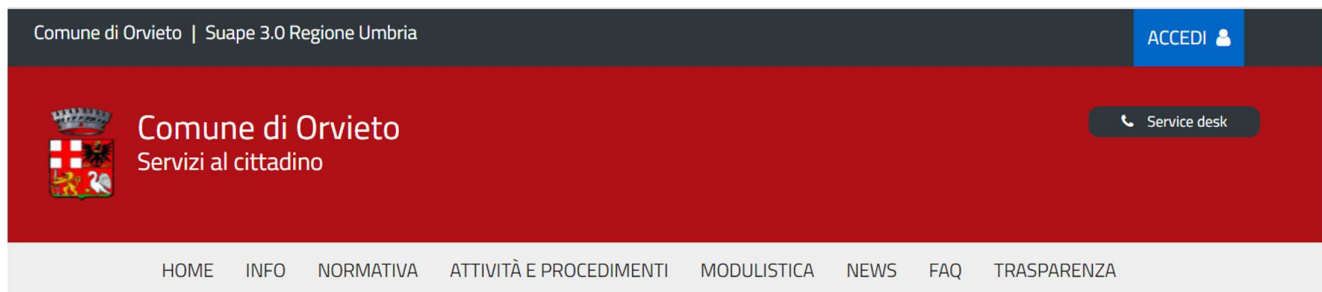 Comune di Orvieto | Suape 3.0 Regione Umbria
ACCEDI
Comune di Orvieto
Servizi al cittadino
Service desk
HOME INFO NORMATIVA ATTIVITÀ E PROCEDIMENTI MODULISTICA NEWS FAQ TRASPARENZA